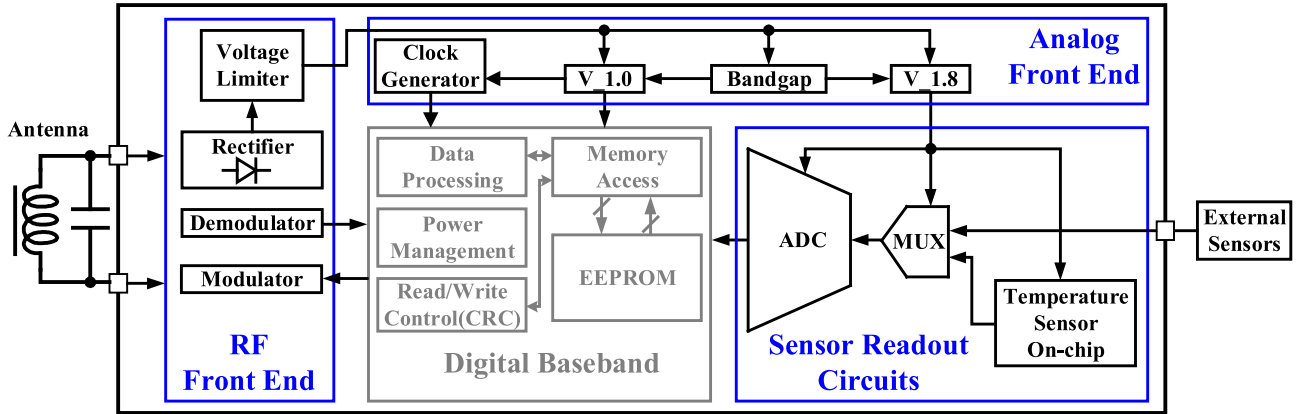 Antenna
Voltage
Limiter
Rectifier
Demodulator
Modulator
RF
Front End
Clock
Generator
V_1.0
Bandgap
V_1.8
Analog
Front End
Data
Processing
Memory
Access
Power
Management
EEPROM
Read/Write
Control(CRC)
Digital Baseband
ADC
MUX
Temperature
Sensor
On-chip
Sensor Readout
Circuits
External
Sensors